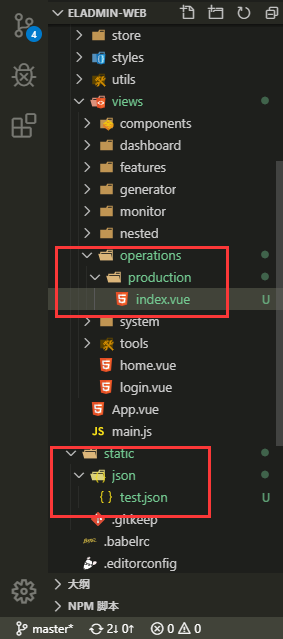 ELADMIN-WEB
4
store
styles
utils
views
components
dashboard
features
generator
monitor
nested
operations
production
index.vue U
system
tools
home.vue
login.vue
App.vue
main.js
static
json
{ } test.json U
.gitkeep
.babelrc
.editorconfig
大纲
NPM 脚本
master* 2↓ 0↑ 0 0